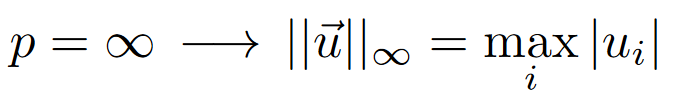 p = ∞ ⟶ ||u⃗||∞ = max_i |u_i|